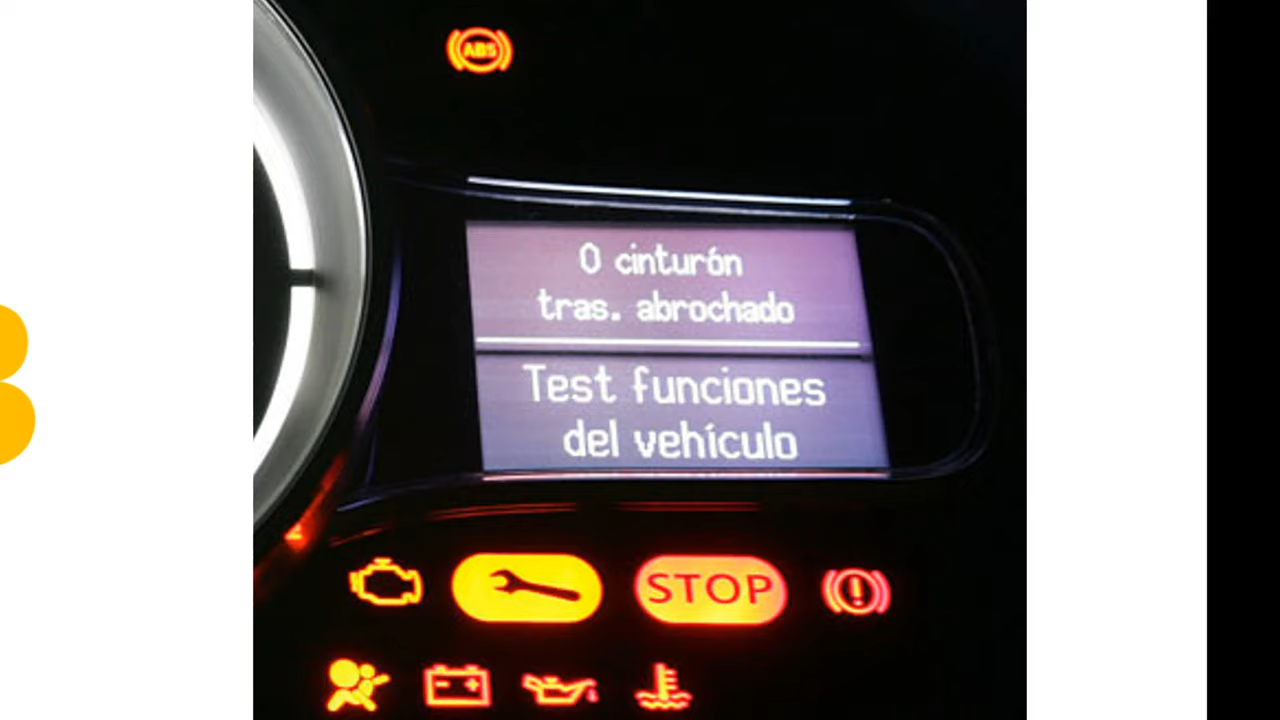 ABS
0 cinturón
tras. abrochado
Test funciones
del vehículo
STOP